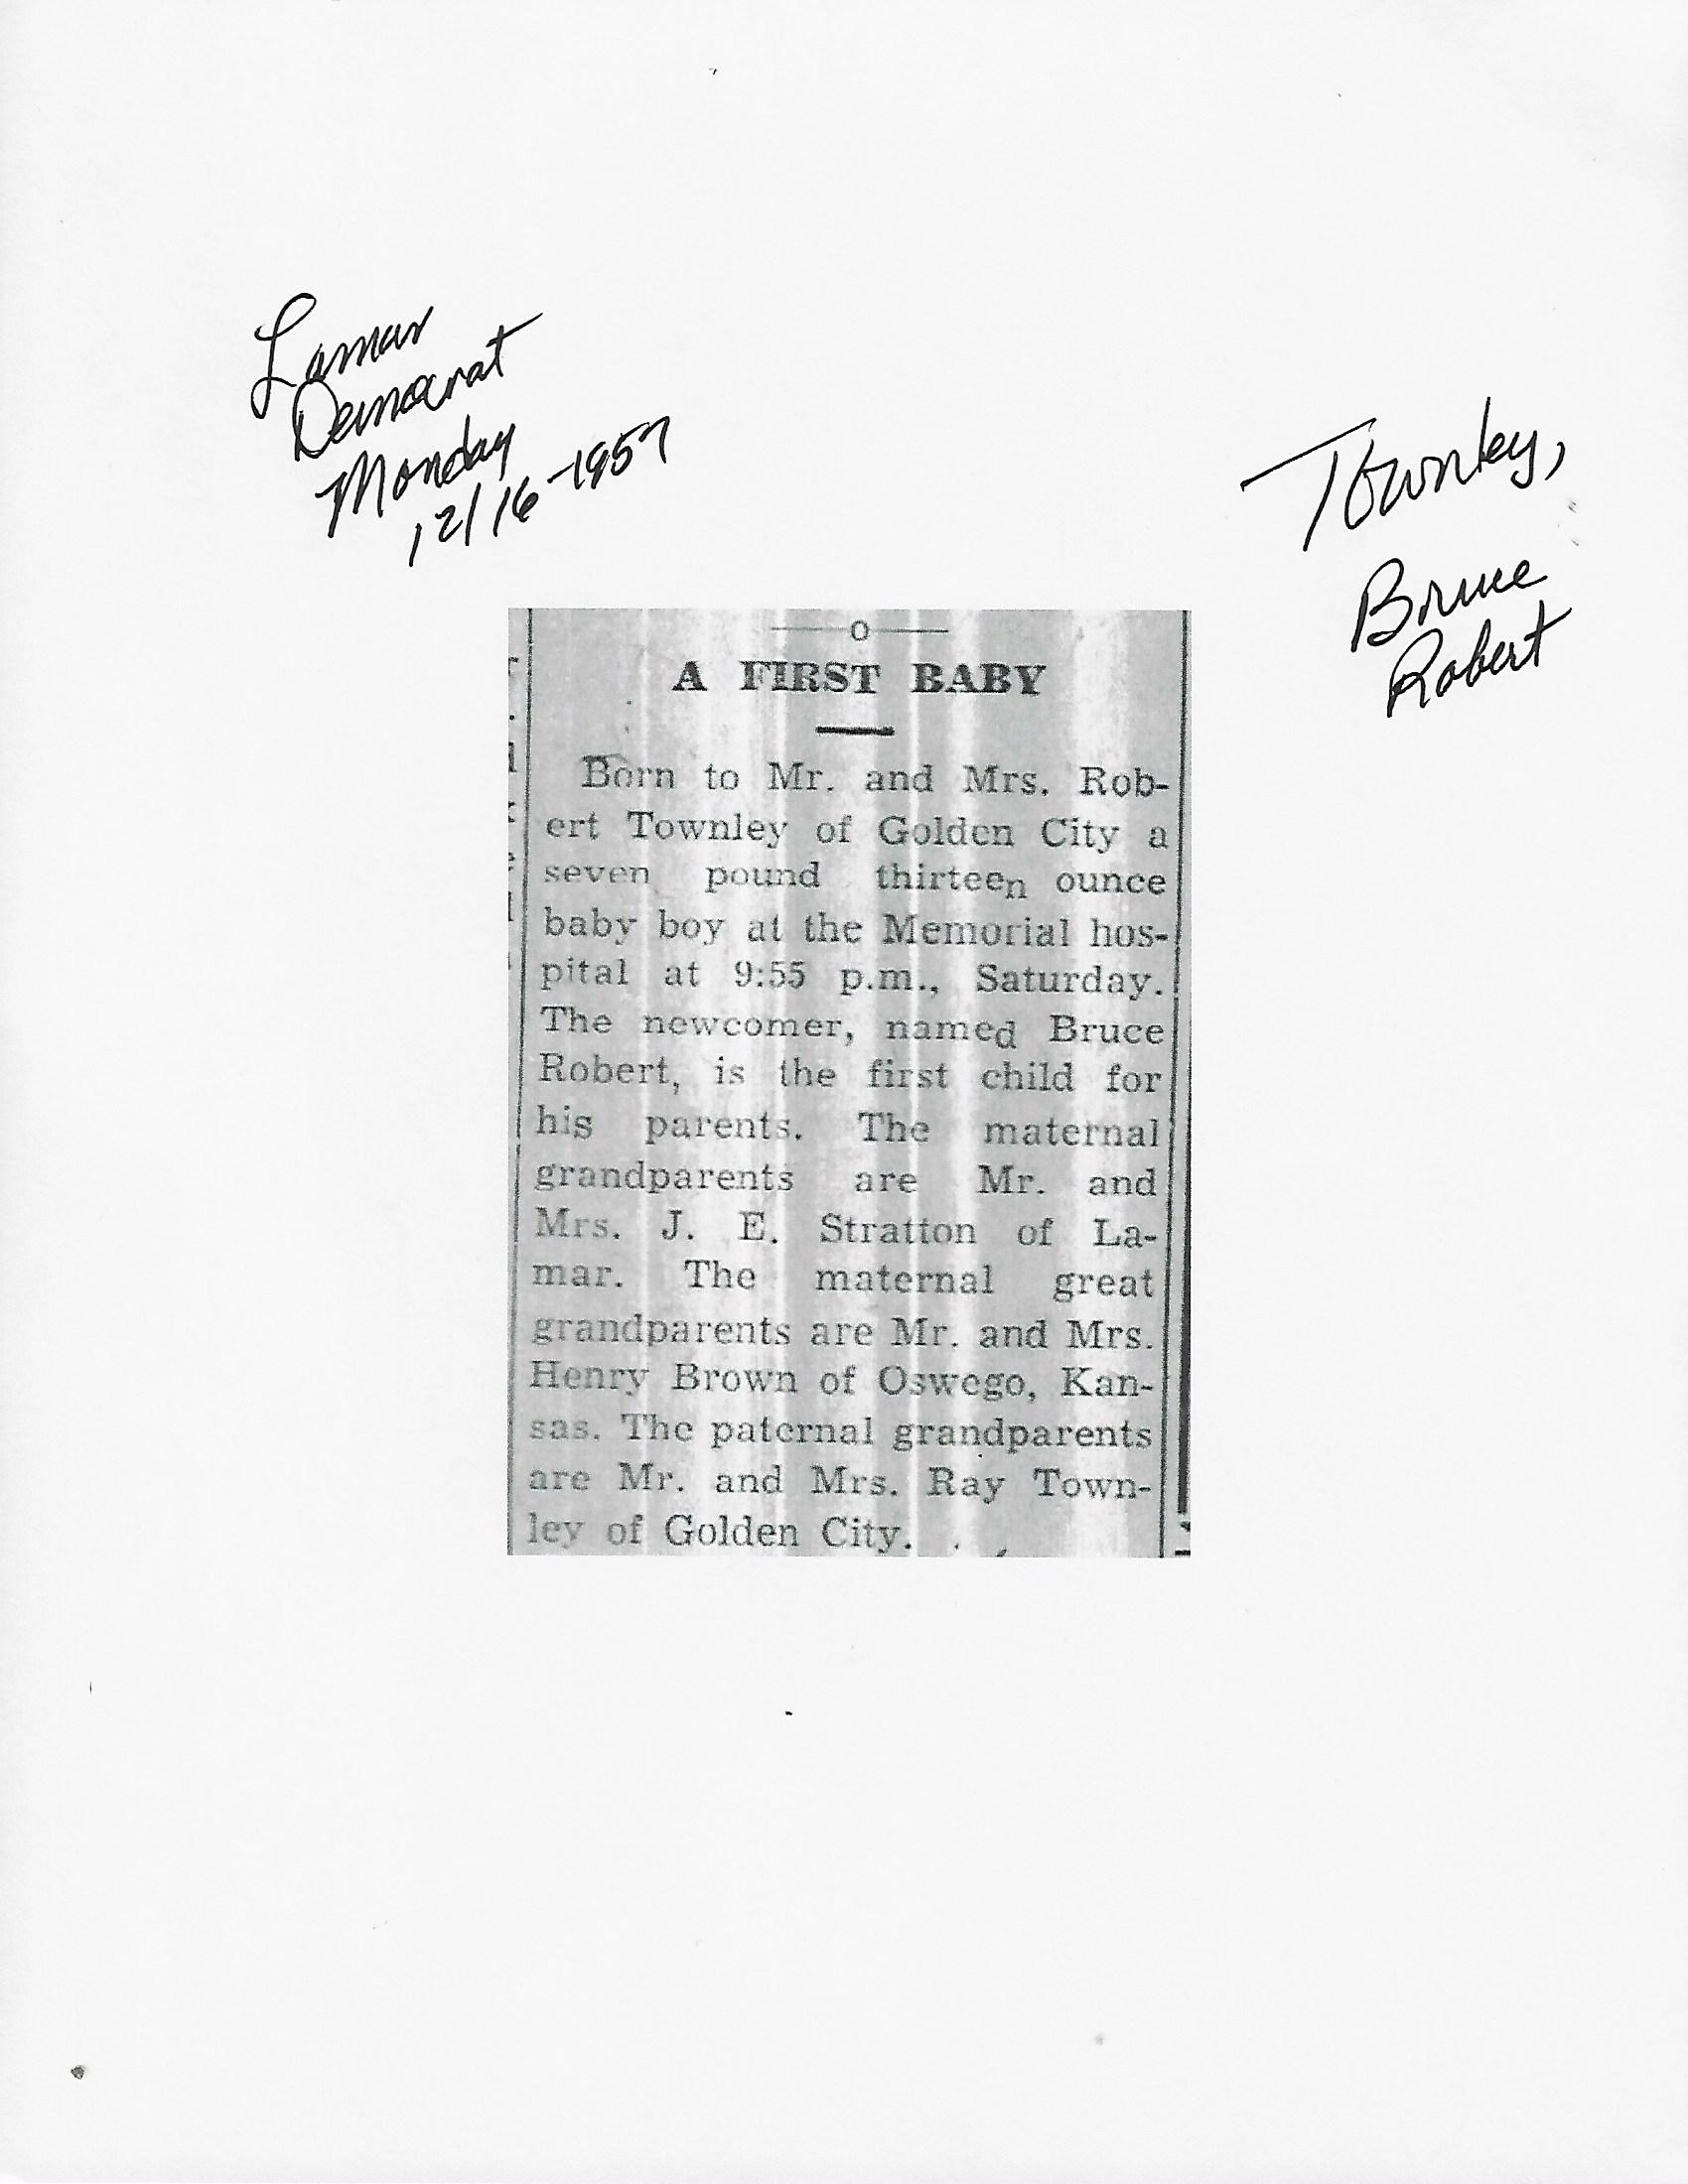 Lamar
Democrat
Monday
12/16-1957
Townley,
Bruce
Robert
A FIRST BABY
Born to Mr. and Mrs. Rob-
ert Townley of Golden City a
seven pound thirteen ounce
baby boy at the Memorial hos-
pital at 9:55 p.m., Saturday.
The newcomer, named Bruce
Robert, is the first child for
his parents. The maternal
grandparents are Mr. and
Mrs. J. E. Stratton of La-
mar. The maternal great
grandparents are Mr. and Mrs.
Henry Brown of Oswego, Kan-
sas. The paternal grandparents
are Mr. and Mrs. Ray Town-
ley of Golden City.